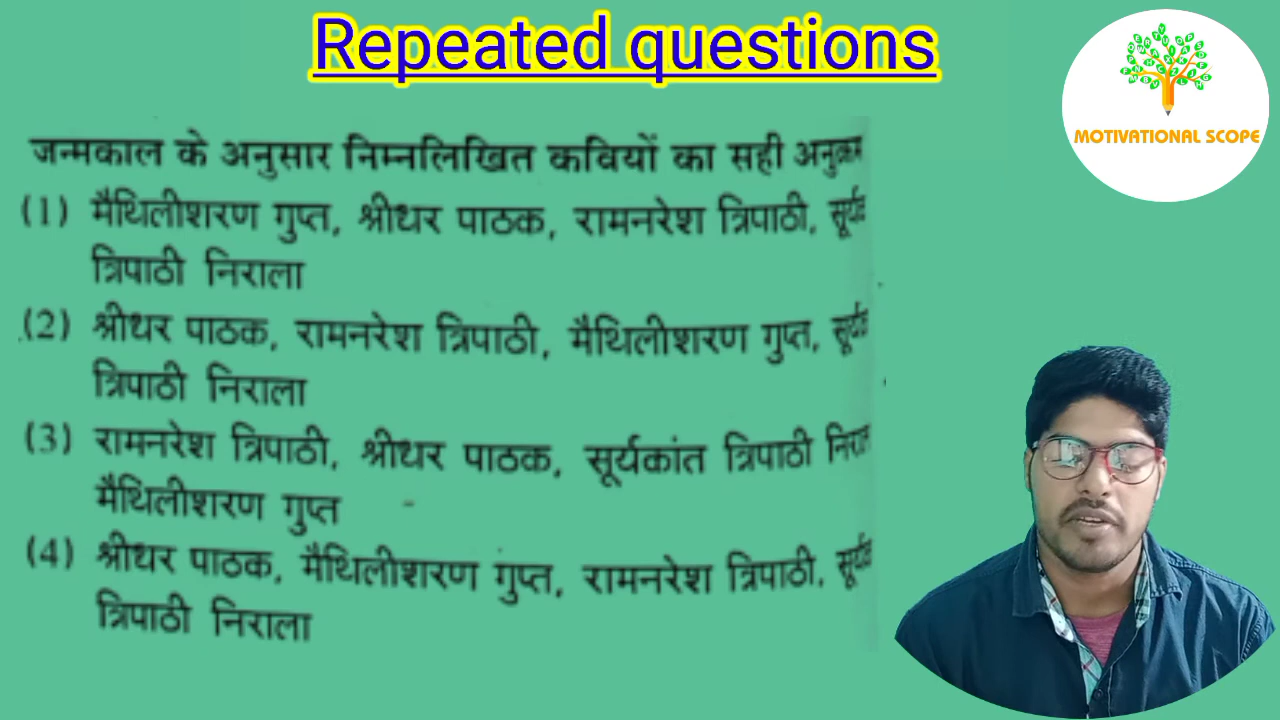 Repeated questions
MOTIVATIONAL SCOPE
जन्मकाल के अनुसार निम्नलिखित कवियों का सही
(1) मैथिलीशरण गुप्त, श्रीधर पाठक, रामनरेश त्रिपाठी,
त्रिपाठी निराला
(2) श्रीधर पाठक, रामनरेश त्रिपाठी, मैथिलीशरण गुप्त,
त्रिपाठी निराला
(3) रामनरेश त्रिपाठी, श्रीधर पाठक, सूर्यकांत त्रिपाठी
मैथिलीशरण गुप्त
(4) श्रीधर पाठक, मैथिलीशरण गुप्त, रामनरेश त्रिपाठी,
त्रिपाठी निराला